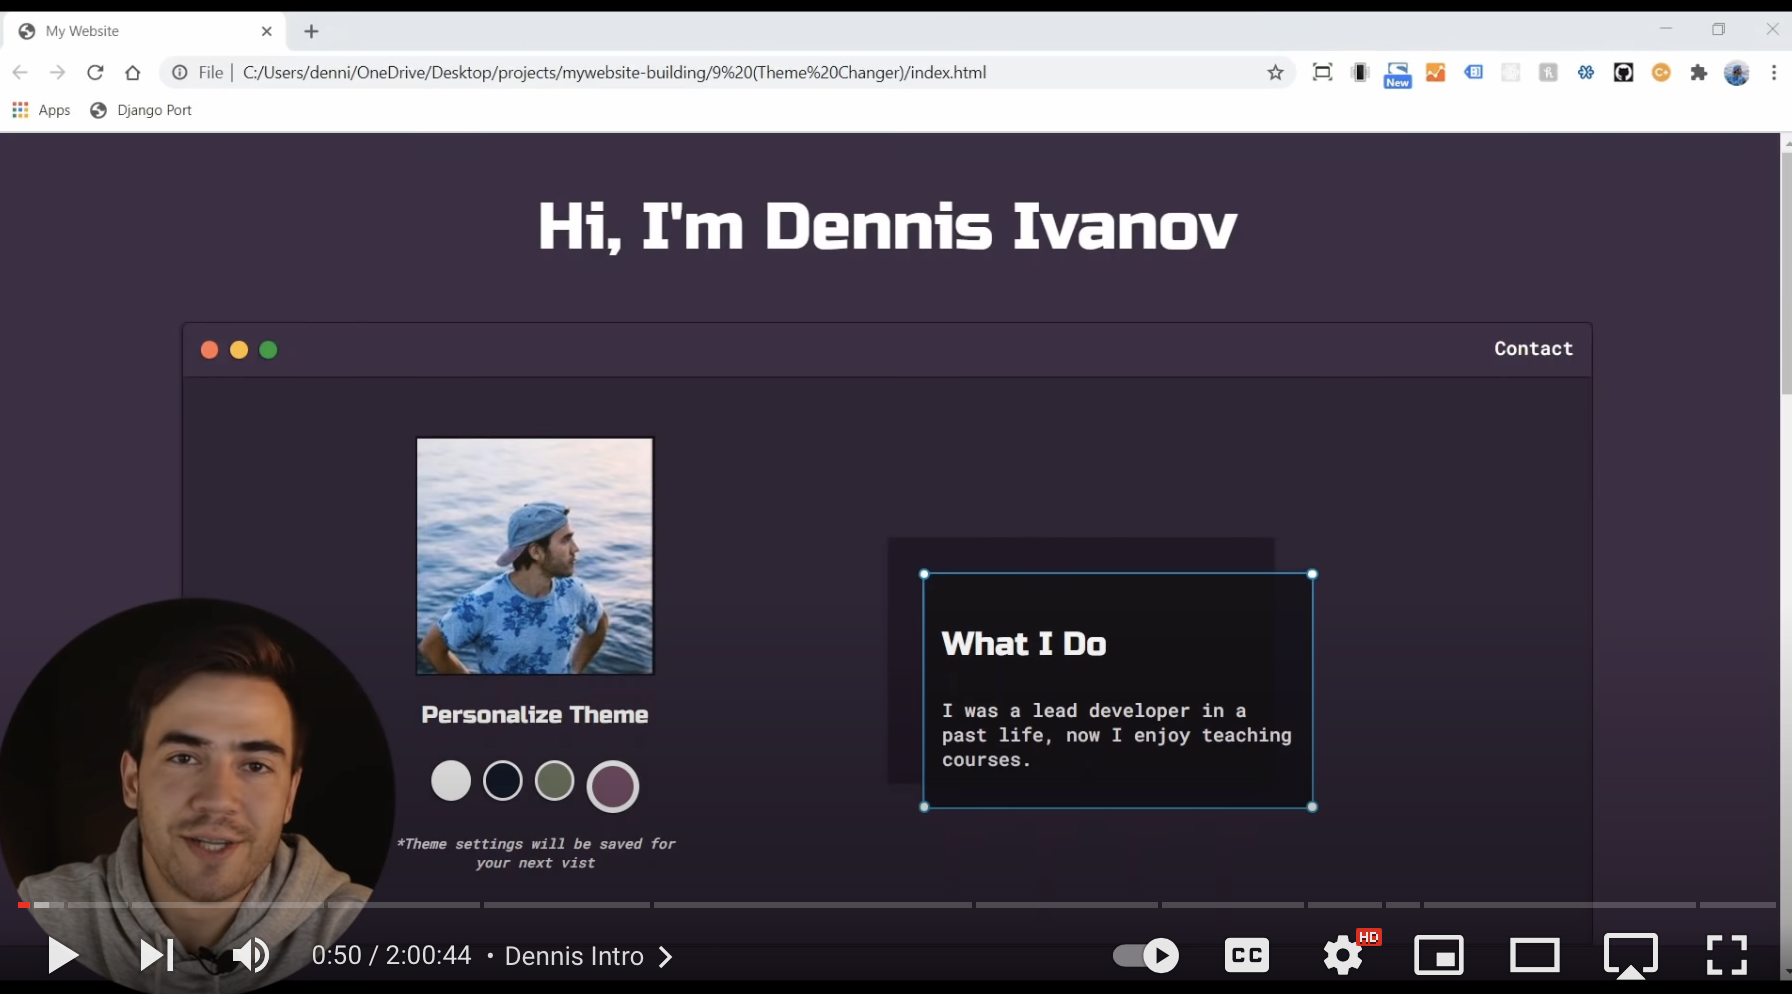 My Website
File
C:/Users/denni/OneDrive/Desktop/projects/mywebsite-building/9%20(Theme%20Changer)/index.html
New
Apps
Django Port
Hi, I'm Dennis Ivanov
Contact
What I Do
I was a lead developer in a
past life, now I enjoy teaching
courses.
Personalize Theme
*Theme settings will be saved for
your next vist
0:50 / 2:00:44 • Dennis Intro
CC
HD